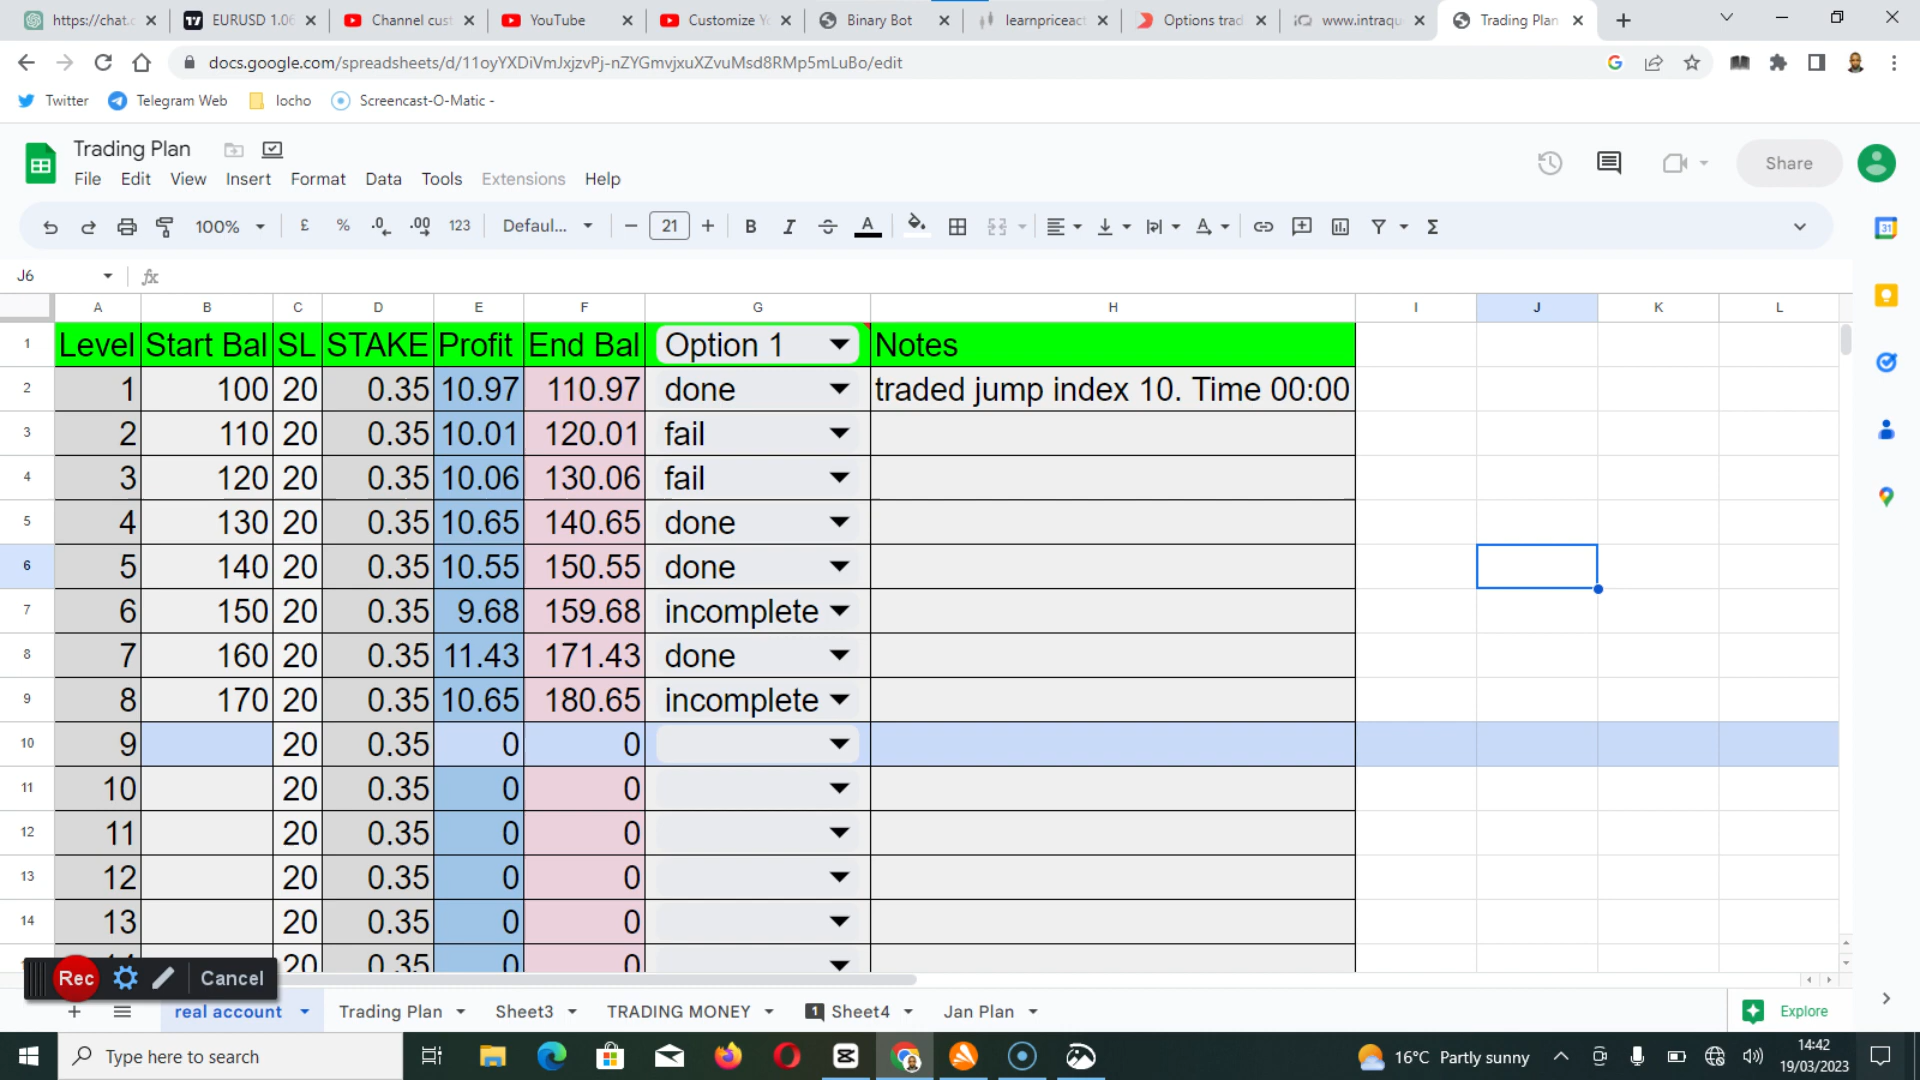 https://chat.c
EURUSD 1.06
Channel cust
YouTube
Customize Yo
Binary Bot
learnpriceact
Options trad
www.intraqu
Trading Plan
docs.google.com/spreadsheets/d/11oyYXDiVmJxjzvPj-nZYGmvjxuXZvuMsd8RMp5mLuBo/edit
Twitter
Telegram Web
locho
Screencast-O-Matic -
Trading Plan
File Edit View Insert Format Data Tools Extensions Help
Share
100% £ % .0 .00 123 Defaul... 21 B I A
J6
A B C D E F G H I J K L
1 Level Start Bal SL STAKE Profit End Bal Option 1 Notes
2 1 100 20 0.35 10.97 110.97 done traded jump index 10. Time 00:00
3 2 110 20 0.35 10.01 120.01 fail
4 3 120 20 0.35 10.06 130.06 fail
5 4 130 20 0.35 10.65 140.65 done
6 5 140 20 0.35 10.55 150.55 done
7 6 150 20 0.35 9.68 159.68 incomplete
8 7 160 20 0.35 11.43 171.43 done
9 8 170 20 0.35 10.65 180.65 incomplete
10 9 20 0.35 0 0
11 10 20 0.35 0 0
12 11 20 0.35 0 0
13 12 20 0.35 0 0
14 13 20 0.35 0 0
20 0.35 0 0
Rec Cancel
real account Trading Plan Sheet3 TRADING MONEY 1 Sheet4 Jan Plan Explore
Type here to search
16°C Partly sunny
14:42
19/03/2023